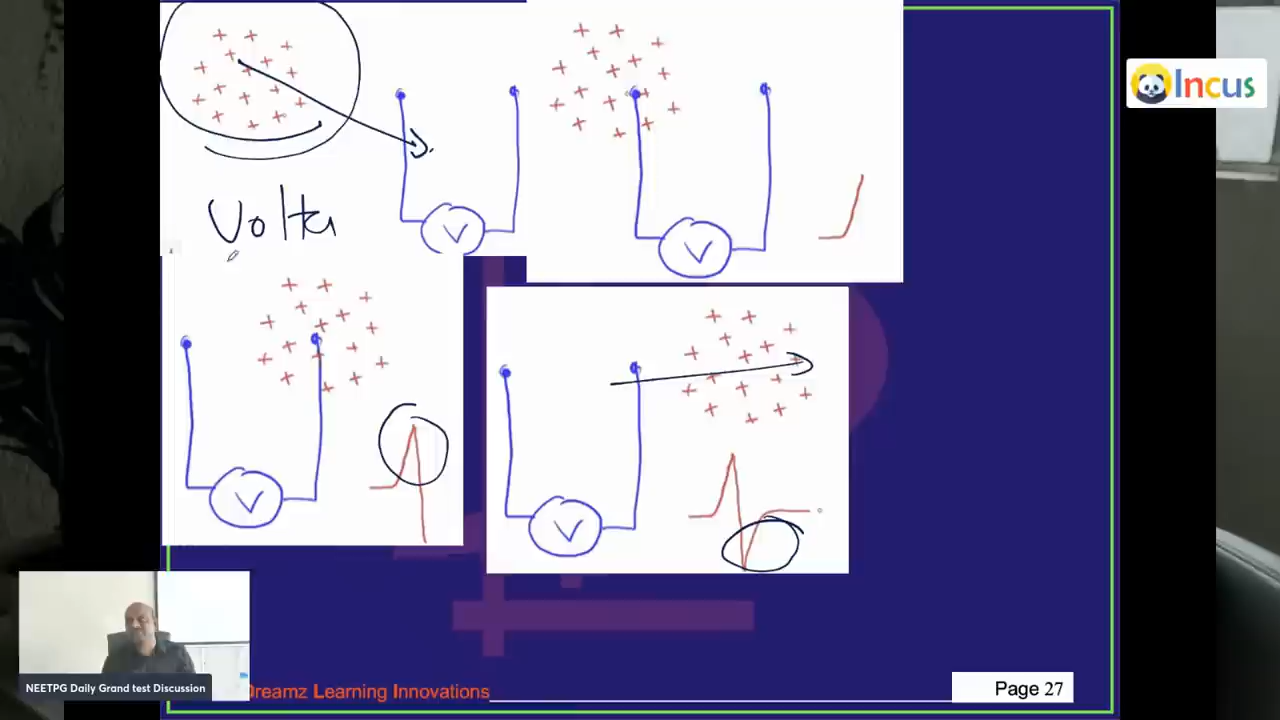 Incus
Volta
V
V
V
V
NEETPG Daily Grand test Discussion
Dreamz Learning Innovations
Page 27